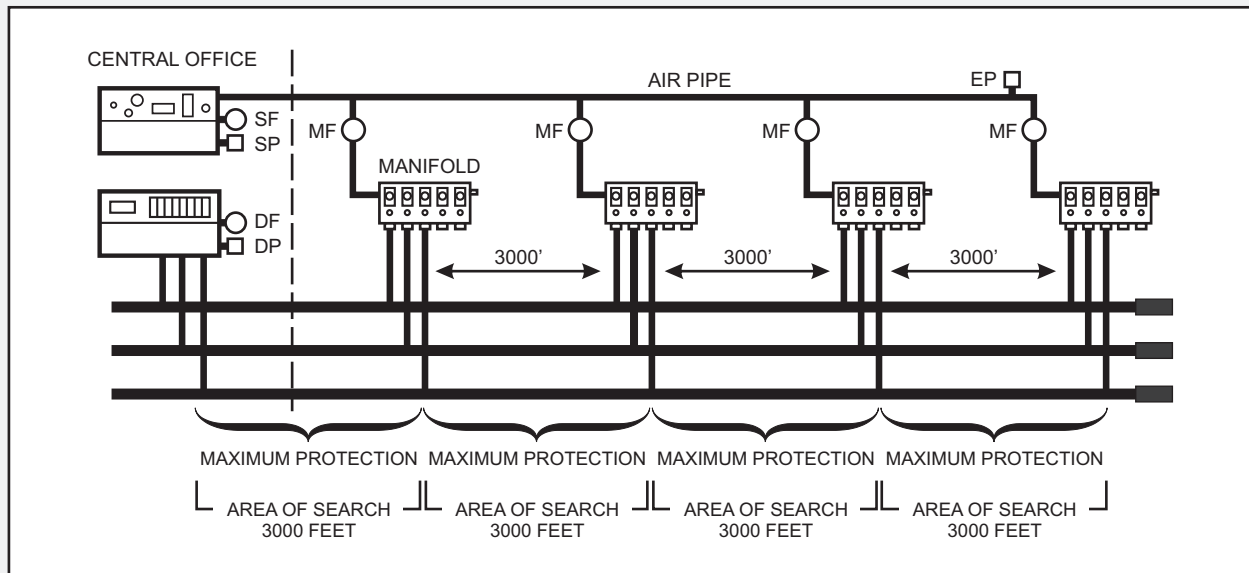 CENTRAL OFFICE
AIR PIPE
EP
SF
SP
MF
MF
MF
MF
MANIFOLD
DF
DP
3000’
3000’
3000’
MAXIMUM PROTECTION
MAXIMUM PROTECTION
MAXIMUM PROTECTION
MAXIMUM PROTECTION
AREA OF SEARCH
3000 FEET
AREA OF SEARCH
3000 FEET
AREA OF SEARCH
3000 FEET
AREA OF SEARCH
3000 FEET